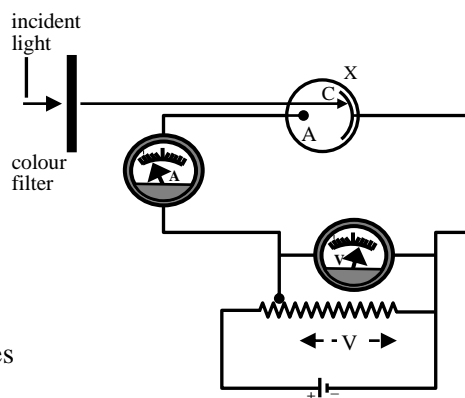 incident
light
X
C
A
colour
filter
A
V
es
V
+ −